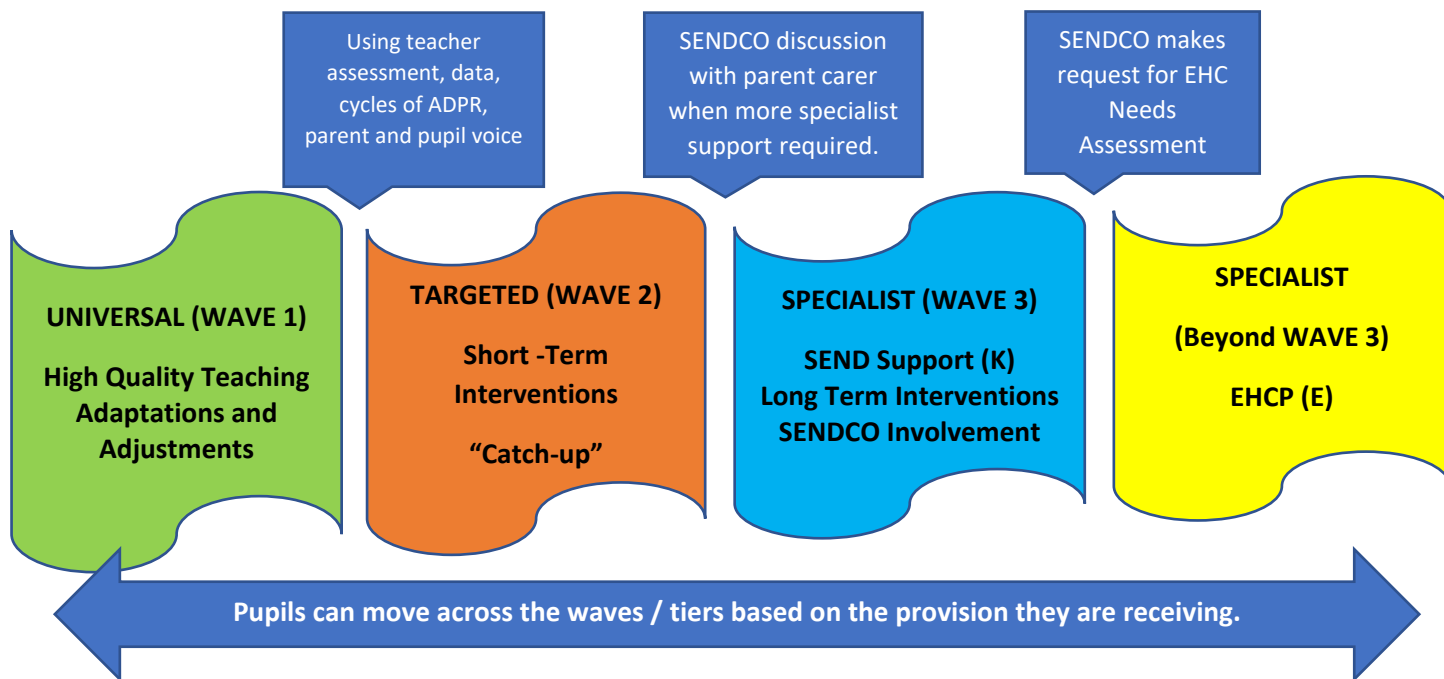 Using teacher
assessment, data,
cycles of ADPR,
parent and pupil voice
SENDCO discussion
with parent carer
when more specialist
support required.
SENDCO makes
request for EHC
Needs
Assessment
UNIVERSAL (WAVE 1)
High Quality Teaching
Adaptations and
Adjustments
TARGETED (WAVE 2)
Short -Term
Interventions
“Catch-up”
SPECIALIST (WAVE 3)
SEND Support (K)
Long Term Interventions
SENDCO Involvement
SPECIALIST
(Beyond WAVE 3)
EHCP (E)
Pupils can move across the waves / tiers based on the provision they are receiving.